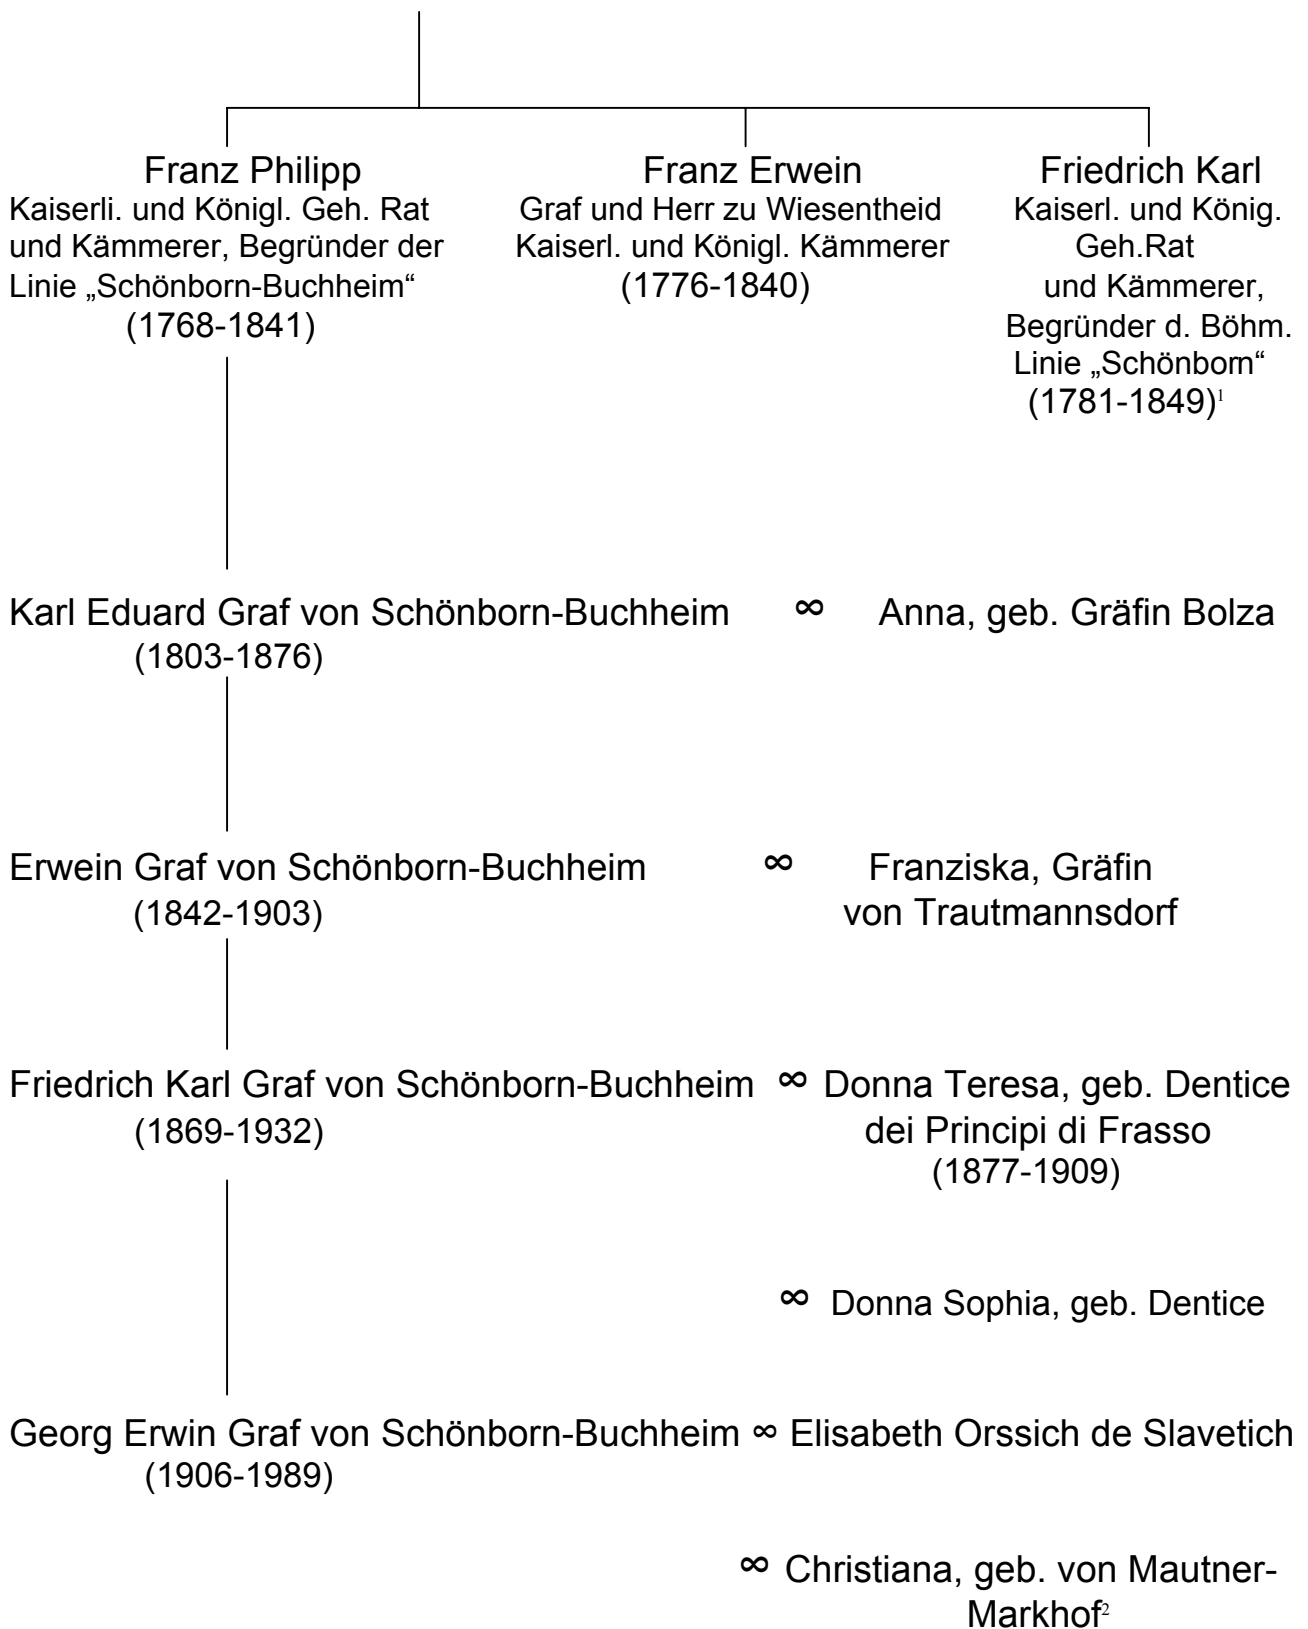 Franz Philipp
Kaiserli. und Königl. Geh. Rat
und Kämmerer, Begründer der
Linie „Schönborn-Buchheim“
(1768-1841)
Franz Erwein
Graf und Herr zu Wiesentheid
Kaiserl. und Königl. Kämmerer
(1776-1840)
Friedrich Karl
Kaiserl. und König.
Geh.Rat
und Kämmerer,
Begründer d. Böhm.
Linie „Schönborn“
(1781-1849)¹
Karl Eduard Graf von Schönborn-Buchheim ∞ Anna, geb. Gräfin Bolza
(1803-1876)
Erwein Graf von Schönborn-Buchheim ∞ Franziska, Gräfin
(1842-1903) von Trautmannsdorf
Friedrich Karl Graf von Schönborn-Buchheim ∞ Donna Teresa, geb. Dentice
(1869-1932) dei Principi di Frasso
(1877-1909)
∞ Donna Sophia, geb. Dentice
Georg Erwin Graf von Schönborn-Buchheim ∞ Elisabeth Orssich de Slavetich
(1906-1989)
∞ Christiana, geb. von Mautner-
Markhof²